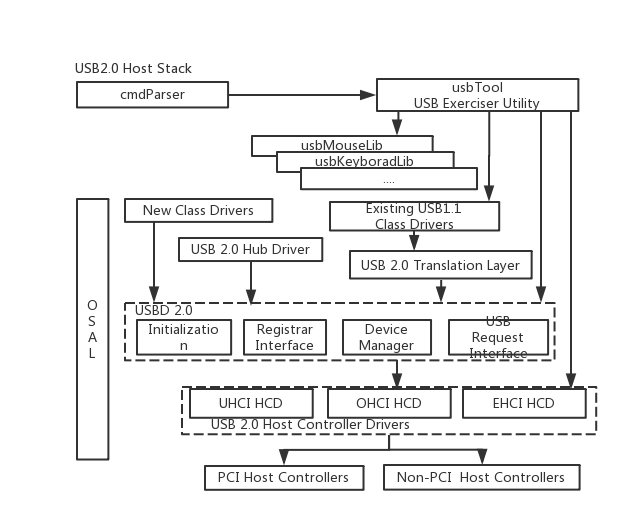 USB2.0 Host Stack
cmdParser
usbTool
USB Exerciser Utility
usbMouseLib
usbKeyboradLib
....
New Class Drivers
Existing USB1.1
Class Drivers
USB 2.0 Hub Driver
USB 2.0 Translation Layer
O
S
A
L
USBD 2.0
Initializatio
n
Registrar
Interface
Device
Manager
USB
Request
Interface
UHCI HCD
OHCI HCD
EHCI HCD
USB 2.0 Host Controller Drivers
PCI Host Controllers
Non-PCI  Host Controllers